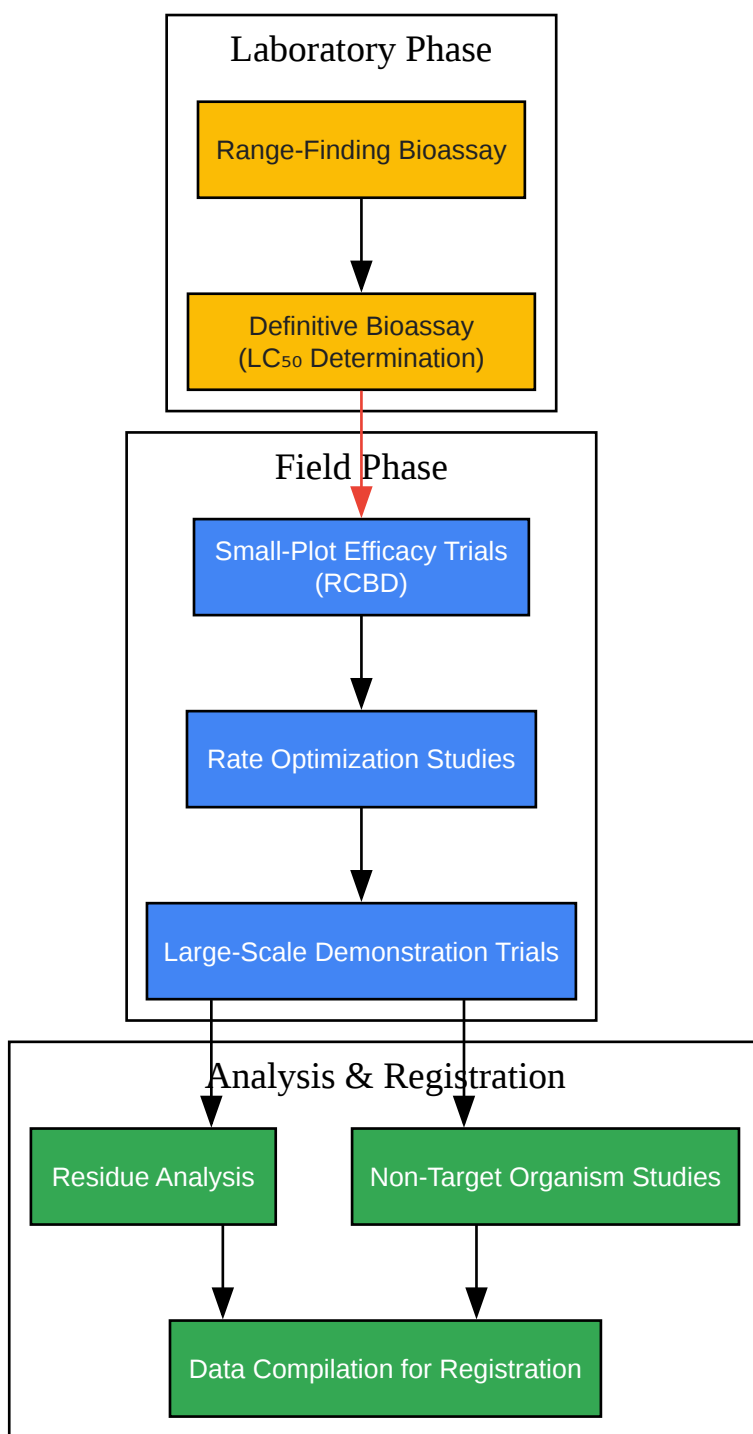 Laboratory Phase
Range-Finding Bioassay
Definitive Bioassay
(LC₅₀ Determination)
Field Phase
Small-Plot Efficacy Trials
(RCBD)
Rate Optimization Studies
Large-Scale Demonstration Trials
Analysis & Registration
Residue Analysis
Non-Target Organism Studies
Data Compilation for Registration